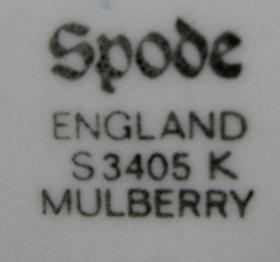 Spode
ENGLAND
S 3405 K
MULBERRY